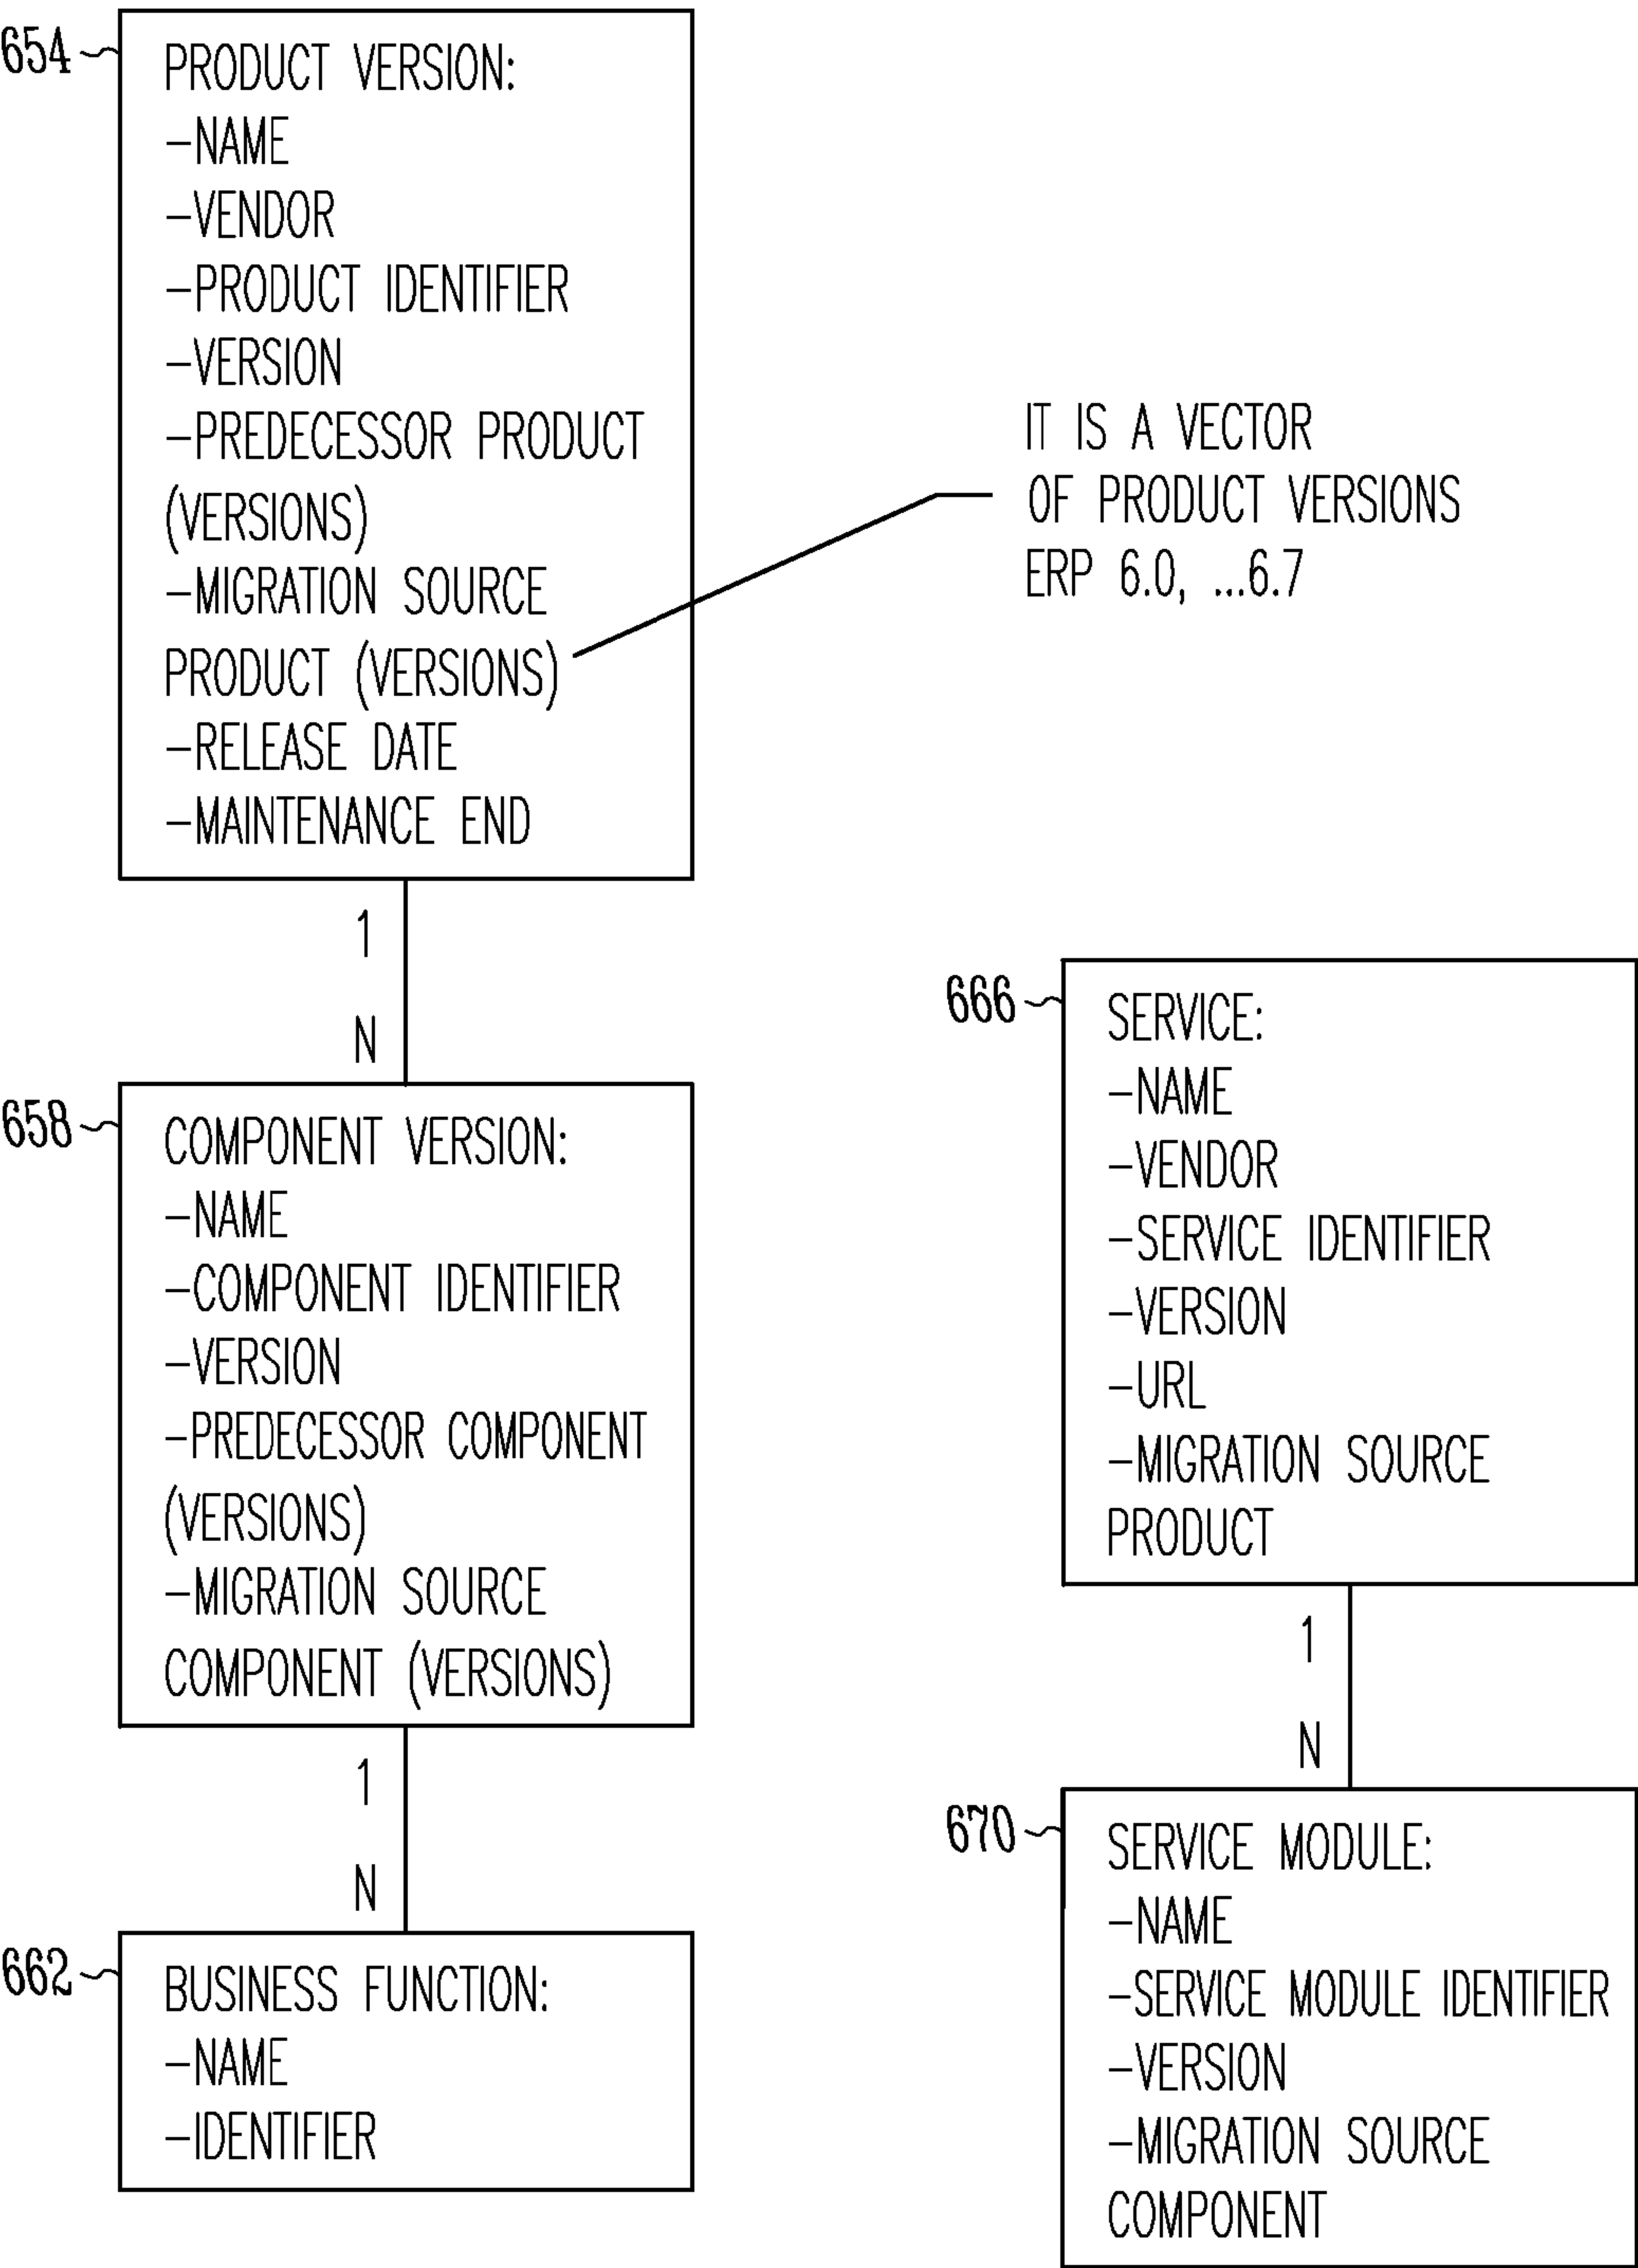 654
PRODUCT VERSION:
-NAME
-VENDOR
-PRODUCT IDENTIFIER
-VERSION
-PREDECESSOR PRODUCT
(VERSIONS)
-MIGRATION SOURCE
PRODUCT (VERSIONS)
-RELEASE DATE
-MAINTENANCE END
IT IS A VECTOR
OF PRODUCT VERSIONS
ERP 6.0, ...6.7
1
N
658
COMPONENT VERSION:
-NAME
-COMPONENT IDENTIFIER
-VERSION
-PREDECESSOR COMPONENT
(VERSIONS)
-MIGRATION SOURCE
COMPONENT (VERSIONS)
1
N
662
BUSINESS FUNCTION:
-NAME
-IDENTIFIER
666
SERVICE:
-NAME
-VENDOR
-SERVICE IDENTIFIER
-VERSION
-URL
-MIGRATION SOURCE
PRODUCT
1
N
670
SERVICE MODULE:
-NAME
-SERVICE MODULE IDENTIFIER
-VERSION
-MIGRATION SOURCE
COMPONENT